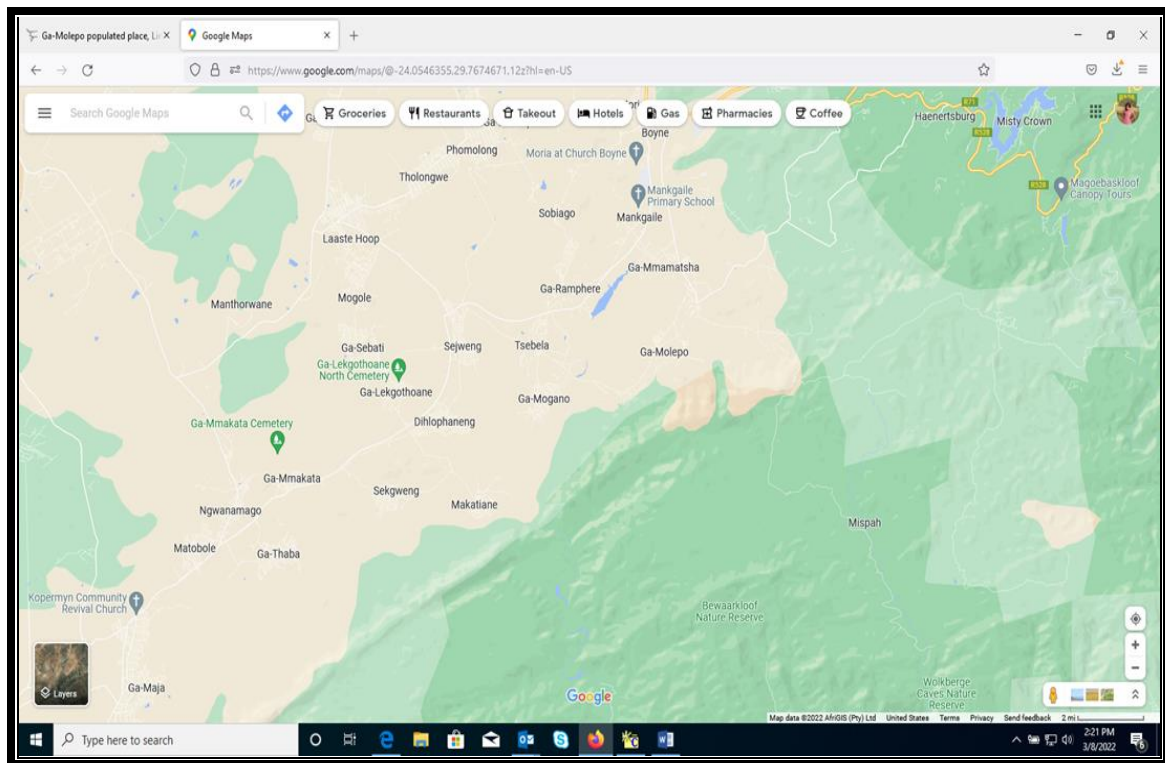 Ga-Molepo populated place, Li
Google Maps
https://www.google.com/maps/@-24.0546355,29.7674671,12z?hl=en-US
Search Google Maps
Groceries
Restaurants
Takeout
Hotels
Gas
Pharmacies
Coffee
R71
Haenertsburg
Misty Crown
R528
Boyne
Phomolong
Moria at Church Boyne
Tholongwe
R528
Magoebaskloof
Canopy Tours
Mankgaile
Primary School
Sobiago
Mankgaile
Laaste Hoop
Ga-Mmamatsha
Ga-Ramphere
Manthorwane
Mogole
Ga-Sebati
Sejweng
Tsebela
Ga-Molepo
Ga-Lekgothoane
North Cemetery
Ga-Lekgothoane
Ga-Mogano
Ga-Mmakata Cemetery
Dihlophaneng
Ga-Mmakata
Sekgweng
Makatiane
Ngwanamago
Mispah
Matobole
Ga-Thaba
Kopermyn Community
Revival Church
Bewaarkloof
Nature Reserve
Layers
Ga-Maja
Google
Wolkberge
Caves Nature
Reserve
Map data ©2022 AfriGIS (Pty) Ltd
United States
Terms
Privacy
Send feedback
2 mi
Type here to search
2:21 PM
3/8/2022
6